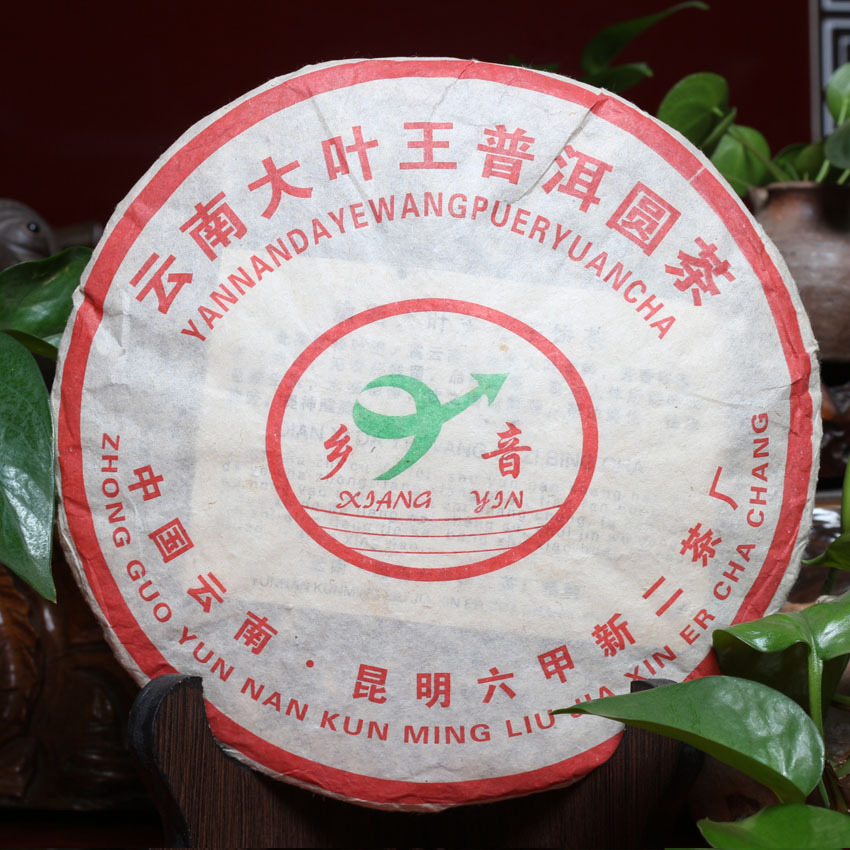 云南大叶王普洱圆茶
YANNANDAYEWANGPUERYUANCHA
乡音
XIANG YIN
中国云南·昆明六甲新二茶厂
ZHONG GUO YUN NAN KUN MING LIU JIA XIN ER CHA CHANG